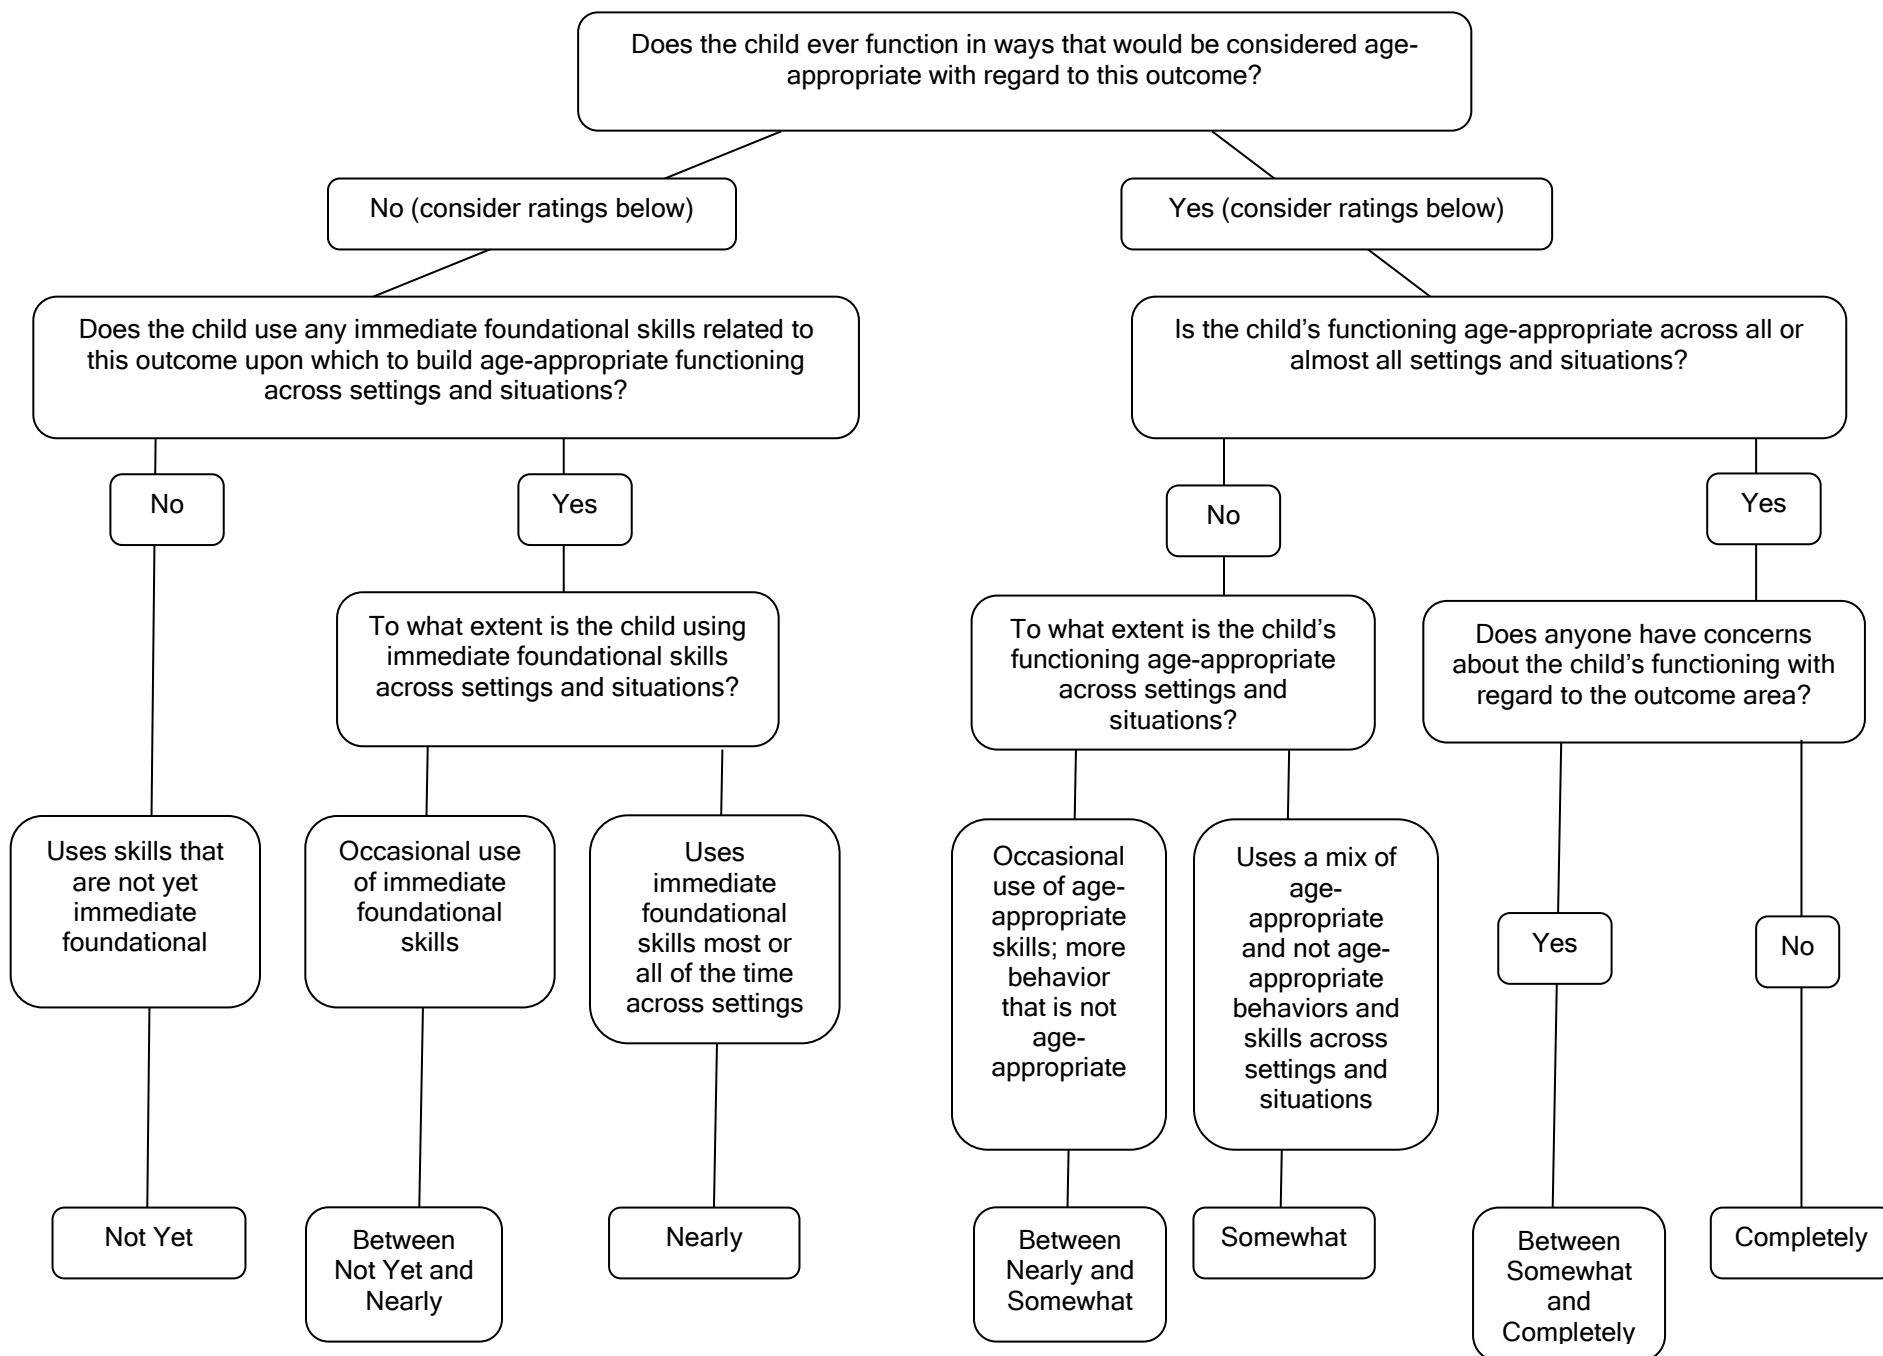 Does the child ever function in ways that would be considered age-
appropriate with regard to this outcome?
No (consider ratings below)
Yes (consider ratings below)
Does the child use any immediate foundational skills related to
this outcome upon which to build age-appropriate functioning
across settings and situations?
Is the child’s functioning age-appropriate across all or
almost all settings and situations?
No
Yes
No
Yes
To what extent is the child using
immediate foundational skills
across settings and situations?
To what extent is the child’s
functioning age-appropriate
across settings and
situations?
Does anyone have concerns
about the child’s functioning with
regard to the outcome area?
Uses skills that
are not yet
immediate
foundational
Occasional use
of immediate
foundational
skills
Uses
immediate
foundational
skills most or
all of the time
across settings
Occasional
use of age-
appropriate
skills; more
behavior
that is not
age-
appropriate
Uses a mix of
age-
appropriate
and not age-
appropriate
behaviors and
skills across
settings and
situations
Yes
No
Not Yet
Between
Not Yet and
Nearly
Nearly
Between
Nearly and
Somewhat
Somewhat
Between
Somewhat
and
Completely
Completely